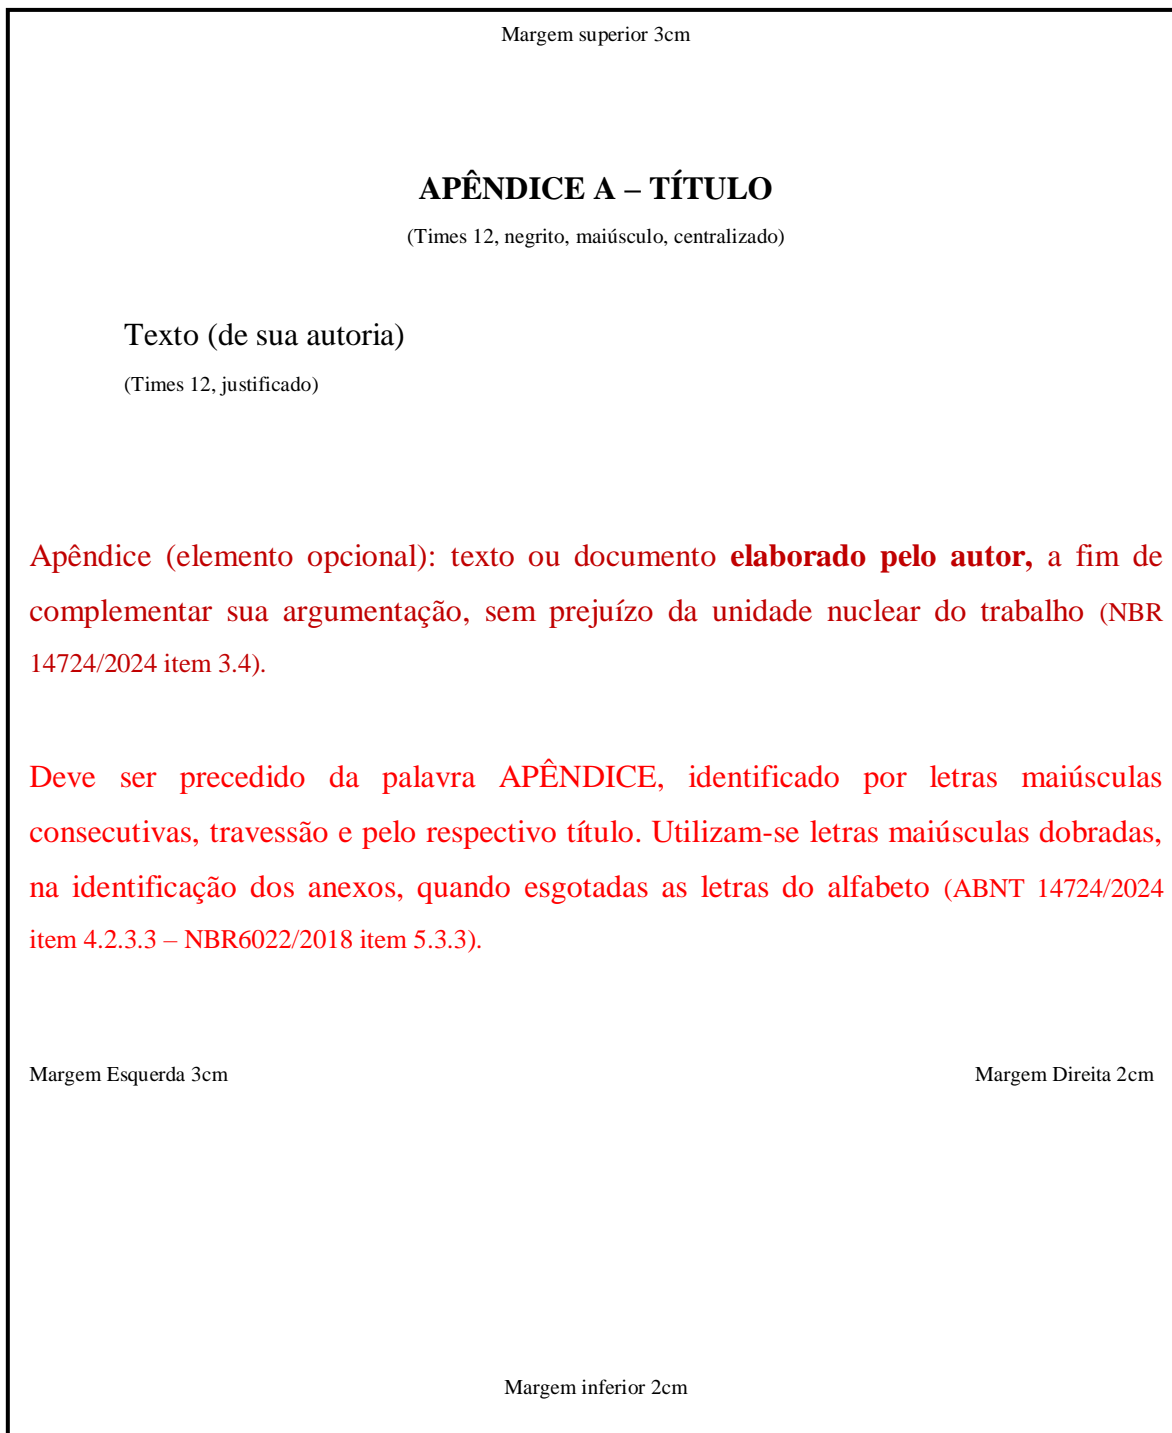 Margem superior 3cm
APÊNDICE A – TÍTULO
(Times 12, negrito, maiúsculo, centralizado)
Texto (de sua autoria)
(Times 12, justificado)
Apêndice (elemento opcional): texto ou documento elaborado pelo autor, a fim de
complementar sua argumentação, sem prejuízo da unidade nuclear do trabalho (NBR
14724/2024 item 3.4).
Deve ser precedido da palavra APÊNDICE, identificado por letras maiúsculas
consecutivas, travessão e pelo respectivo título. Utilizam-se letras maiúsculas dobradas,
na identificação dos anexos, quando esgotadas as letras do alfabeto (ABNT 14724/2024
item 4.2.3.3 – NBR6022/2018 item 5.3.3).
Margem Esquerda 3cm Margem Direita 2cm
Margem inferior 2cm